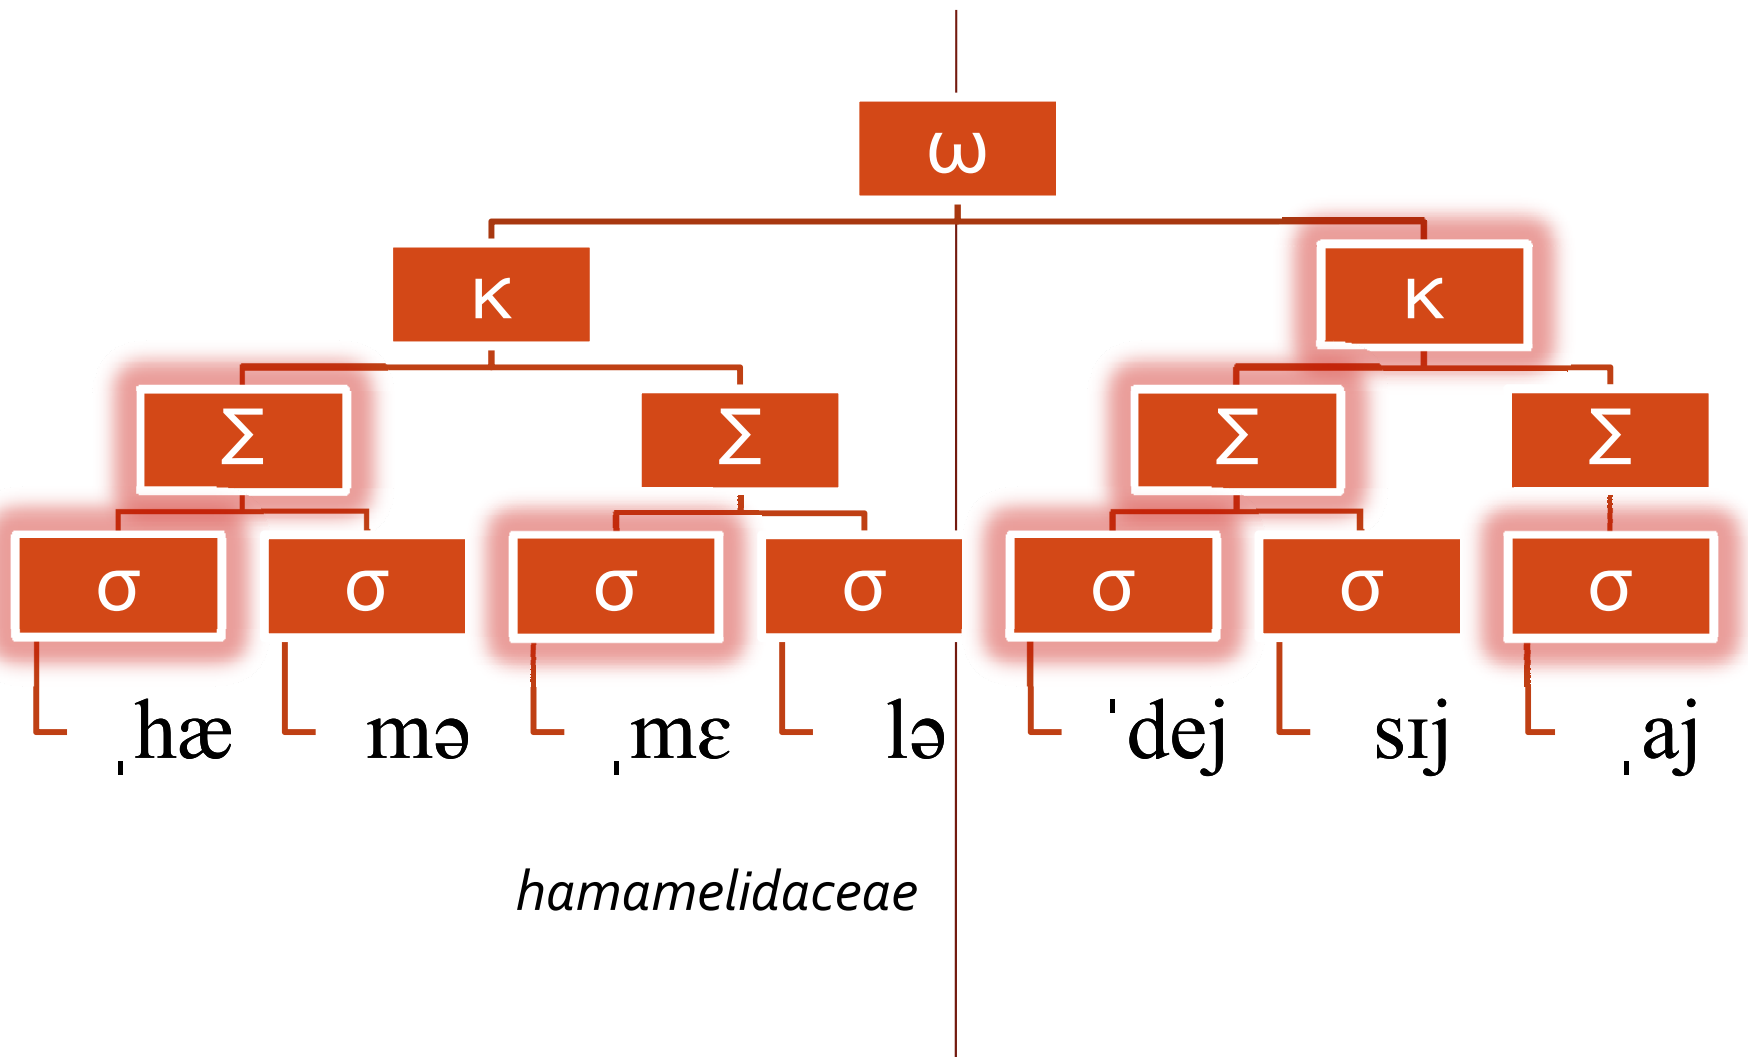 ω
κ κ
Σ Σ Σ Σ
σ σ σ σ σ σ σ
ˌhæ mə ˌmɛ lə ˈdej sɪj ˌaj
hamamelidaceae